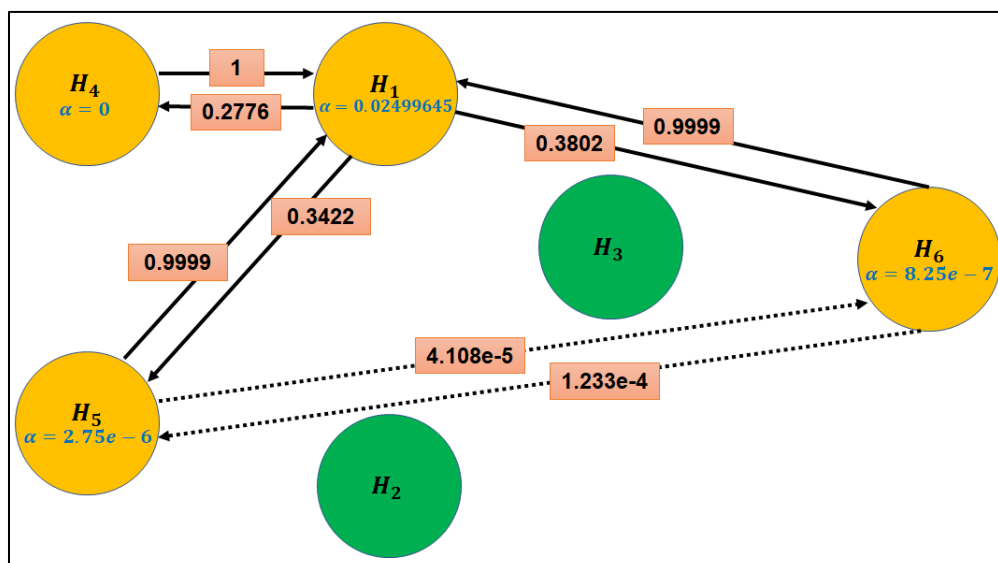 H₄
α = 0
1
0.2776
H₁
α = 0.02499645
0.9999
0.3802
H₃
H₆
α = 8.25e − 7
0.3422
0.9999
4.108e-5
1.233e-4
H₅
α = 2.75e − 6
H₂